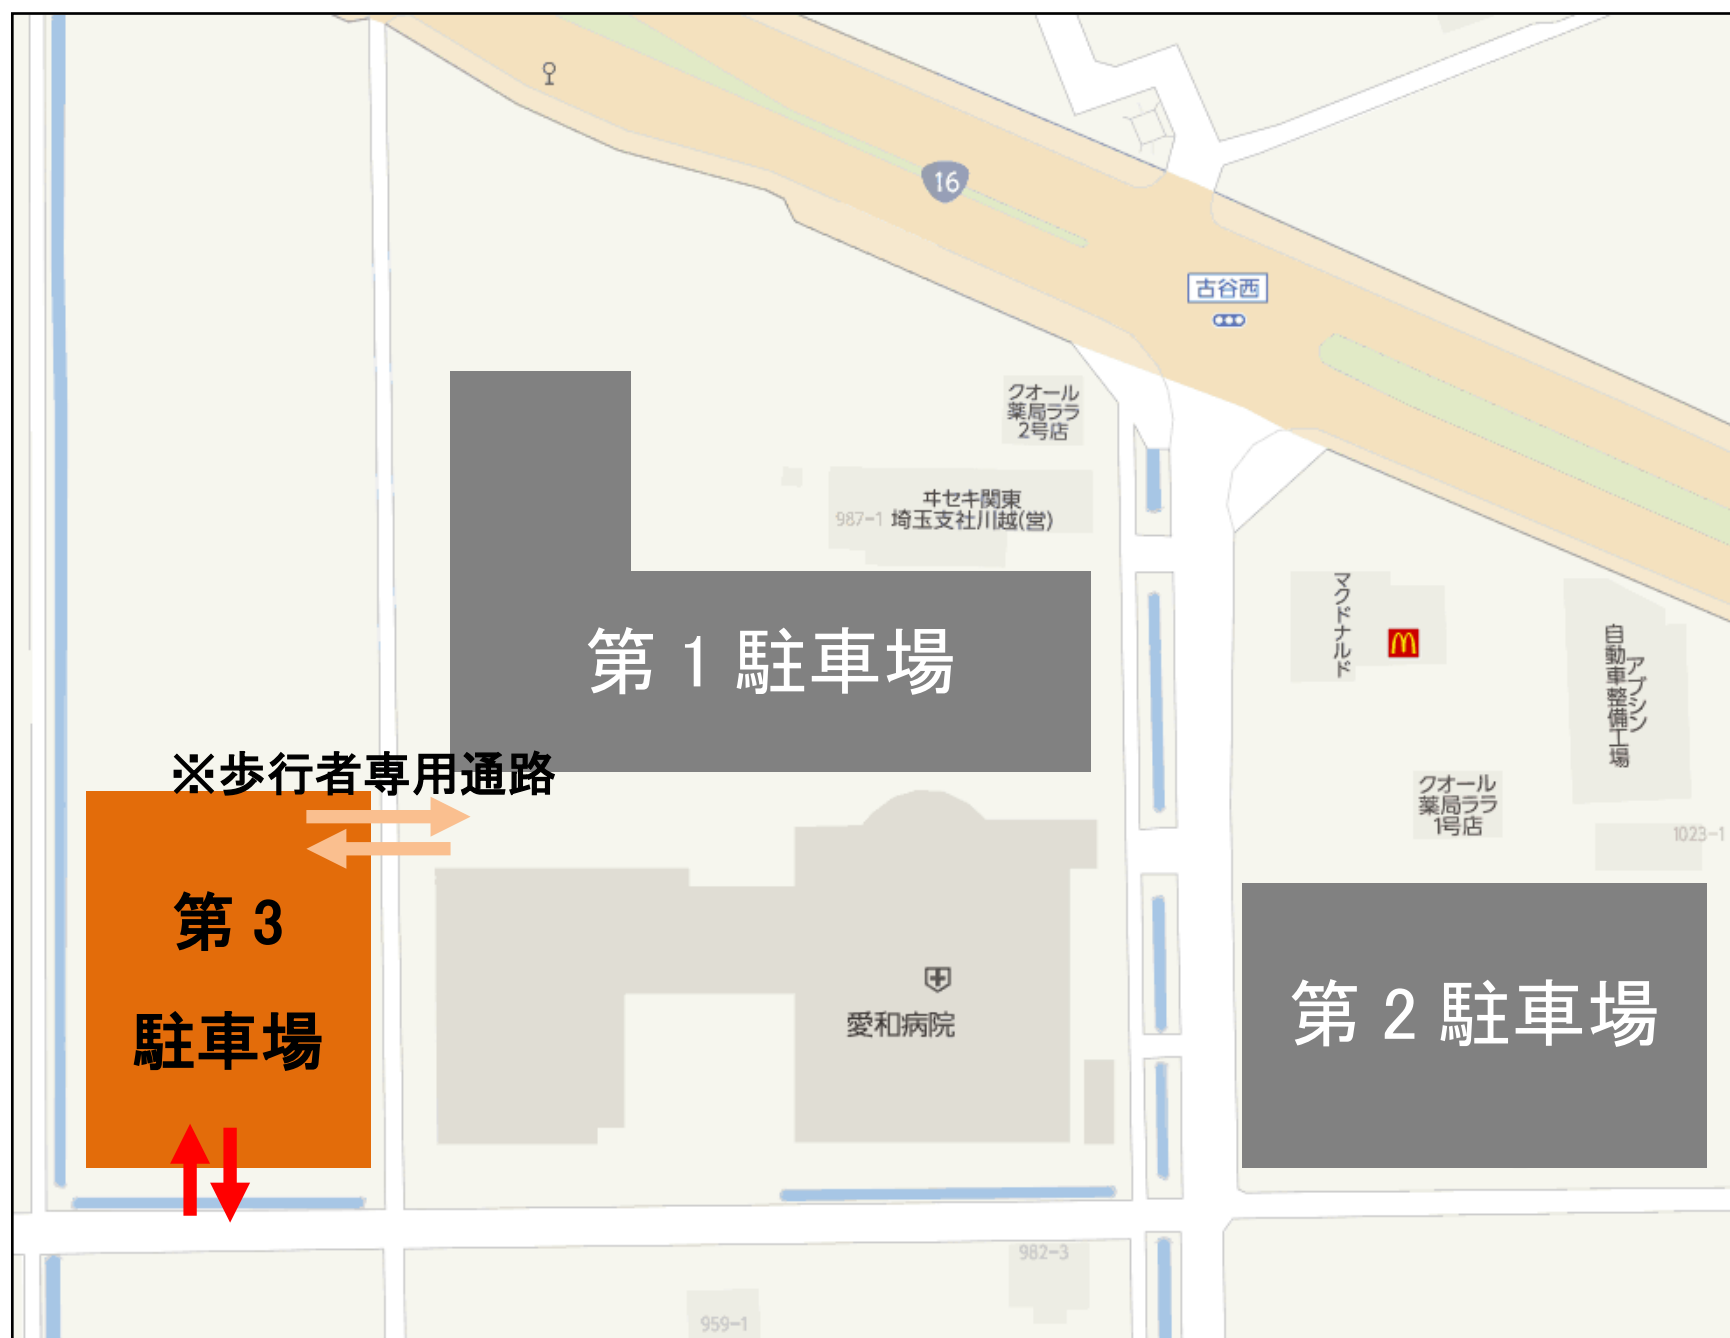 16
古谷西
クオール
薬局ララ
2号店
ヰセキ関東
987-1 埼玉支社川越(営)
マクドナルド
アブシン
自動車整備工場
第1駐車場
※歩行者専用通路
クオール
薬局ララ
1号店
1023-1
第3
駐車場
愛和病院
第2駐車場
982-3
959-1